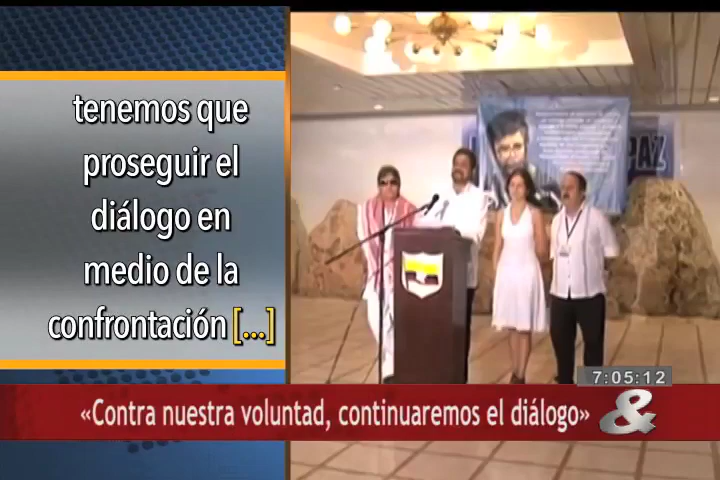 tenemos que
proseguir el
diálogo en
medio de la
confrontación [...]
PAZ
7:05:12
«Contra nuestra voluntad, continuaremos el diálogo»
&